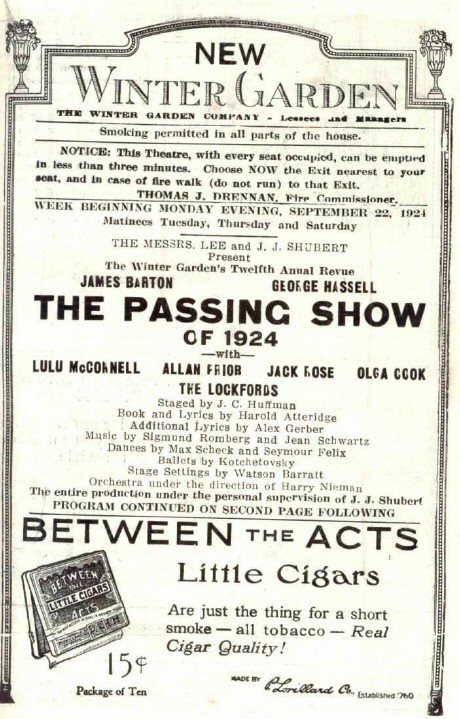 NEW
WINTER GARDEN
THE WINTER GARDEN COMPANY - Lessees and Managers
Smoking permitted in all parts of the house.
NOTICE: This Theatre, with every seat occupied, can be emptied
in less than three minutes. Choose NOW the Exit nearest to your
seat, and in case of fire walk (do not run) to that Exit.
THOMAS J. DRENNAN, Fire Commissioner.
WEEK BEGINNING MONDAY EVENING, SEPTEMBER 22, 1924
Matinees Tuesday, Thursday and Saturday
THE MESSRS. LEE and J. J. SHUBERT
Present
The Winter Garden's Twelfth Annual Revue
JAMES BARTON GEORGE HASSELL
THE PASSING SHOW
OF 1924
—with—
LULU McCONNELL ALLAN PRIOR JACK ROSE OLGA COOK
THE LOCKFORDS
Staged by J. C. Huffman
Book and Lyrics by Harold Atteridge
Additional Lyrics by Alex Gerber
Music by Sigmund Romberg and Jean Schwartz
Dances by Max Scheck and Seymour Felix
Ballets by Kotchetovsky
Stage Settings by Watson Barratt
Orchestra under the direction of Harry Nieman
The entire production under the personal supervision of J. J. Shubert
PROGRAM CONTINUED ON SECOND PAGE FOLLOWING
BETWEEN THE ACTS
Little Cigars
BETWEEN
THE
LITTLE CIGARS
ACTS
Are just the thing for a short
smoke — all tobacco — Real
Cigar Quality!
15¢
Package of Ten
MADE BY P. Lorillard Co., Established 1760